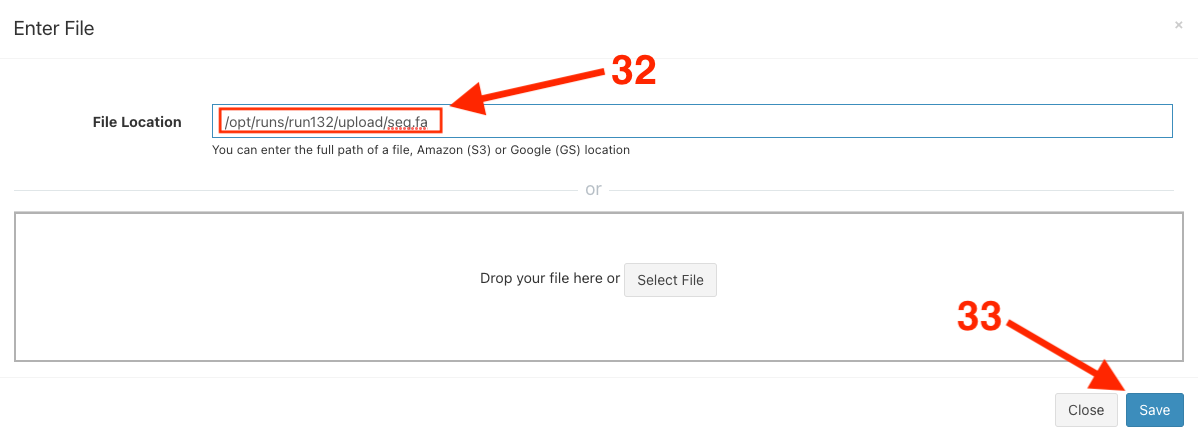 Enter File
×
32
File Location
/opt/runs/run132/upload/seg.fa
You can enter the full path of a file, Amazon (S3) or Google (GS) location
or
Drop your file here or Select File
33
Close Save